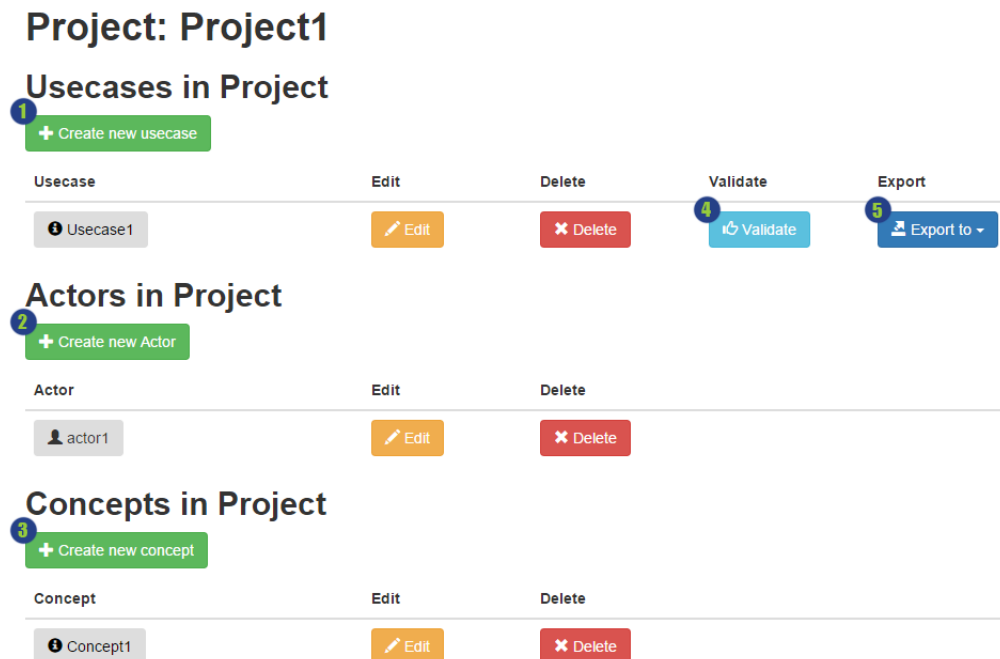 Project: Project1
Usecases in Project
1
Create new usecase
Usecase Edit Delete Validate Export
4 5
Usecase1 Edit Delete Validate Export to
Actors in Project
2
Create new Actor
Actor Edit Delete
actor1 Edit Delete
Concepts in Project
3
Create new concept
Concept Edit Delete
Concept1 Edit Delete